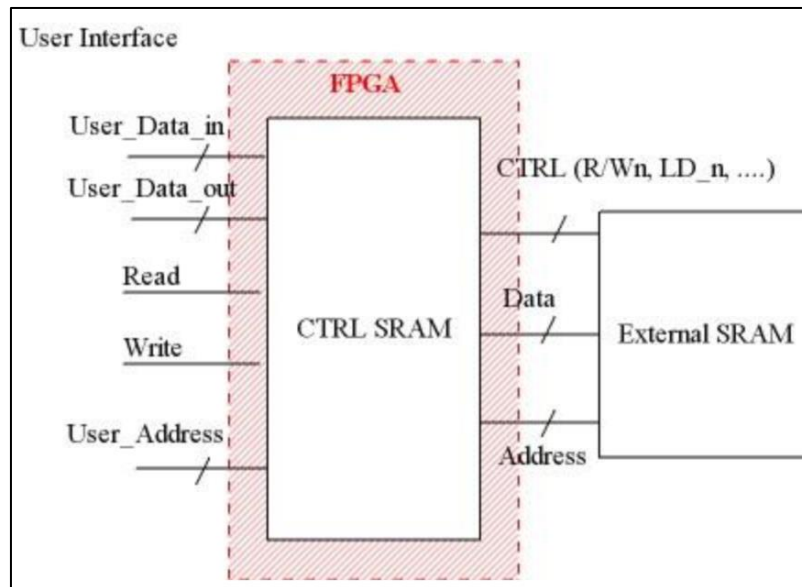 User Interface
FPGA
User_Data_in
User_Data_out
Read
Write
User_Address
CTRL SRAM
CTRL (R/Wn, LD_n, ....)
Data
Address
External SRAM